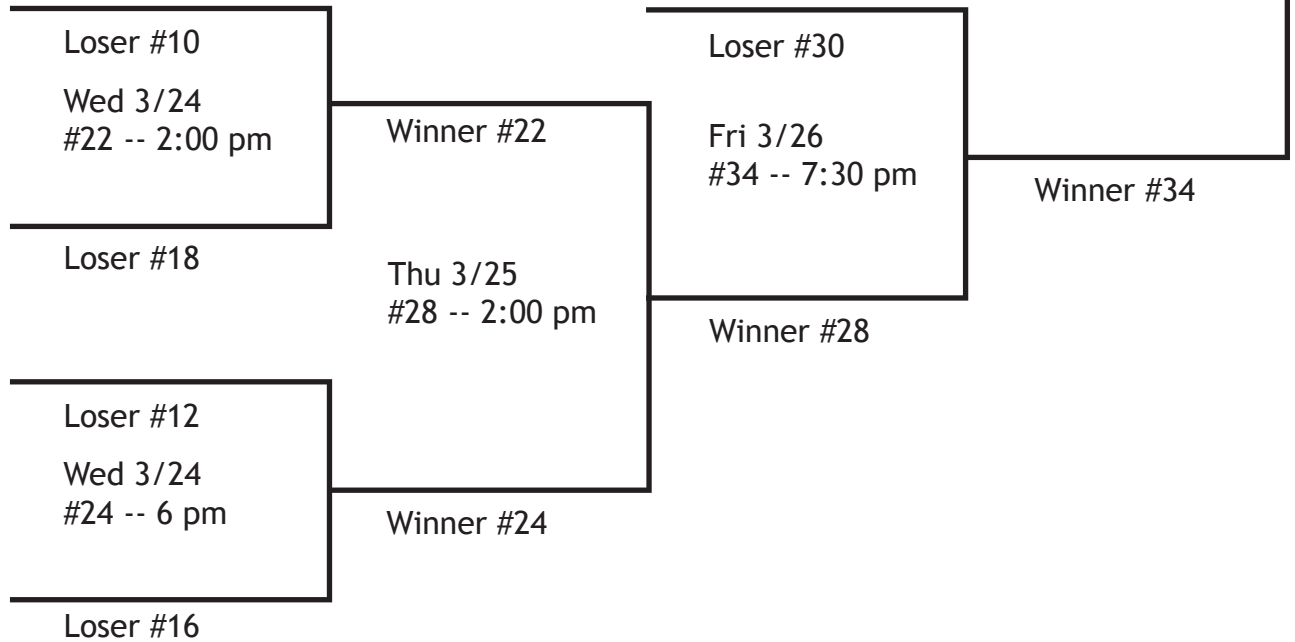 Loser #10
Wed 3/24
#22 -- 2:00 pm
Loser #18
Winner #22
Thu 3/25
#28 -- 2:00 pm
Loser #12
Wed 3/24
#24 -- 6 pm
Loser #16
Winner #24
Loser #30
Fri 3/26
#34 -- 7:30 pm
Winner #28
Winner #34